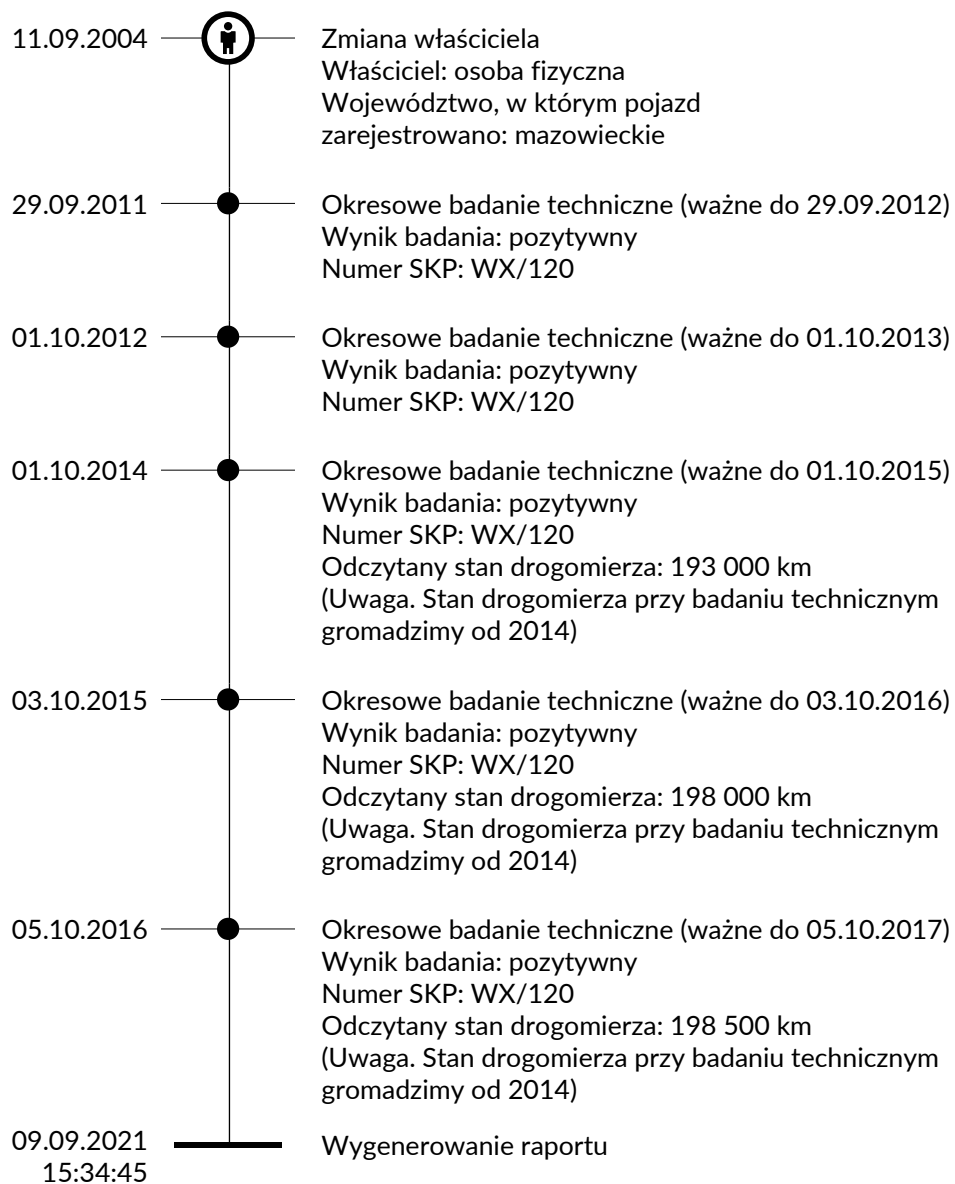 11.09.2004
Zmiana właściciela
Właściciel: osoba fizyczna
Województwo, w którym pojazd
zarejestrowano: mazowieckie
29.09.2011
Okresowe badanie techniczne (ważne do 29.09.2012)
Wynik badania: pozytywny
Numer SKP: WX/120
01.10.2012
Okresowe badanie techniczne (ważne do 01.10.2013)
Wynik badania: pozytywny
Numer SKP: WX/120
01.10.2014
Okresowe badanie techniczne (ważne do 01.10.2015)
Wynik badania: pozytywny
Numer SKP: WX/120
Odczytany stan drogomierza: 193 000 km
(Uwaga. Stan drogomierza przy badaniu technicznym
gromadzimy od 2014)
03.10.2015
Okresowe badanie techniczne (ważne do 03.10.2016)
Wynik badania: pozytywny
Numer SKP: WX/120
Odczytany stan drogomierza: 198 000 km
(Uwaga. Stan drogomierza przy badaniu technicznym
gromadzimy od 2014)
05.10.2016
Okresowe badanie techniczne (ważne do 05.10.2017)
Wynik badania: pozytywny
Numer SKP: WX/120
Odczytany stan drogomierza: 198 500 km
(Uwaga. Stan drogomierza przy badaniu technicznym
gromadzimy od 2014)
09.09.2021
15:34:45
Wygenerowanie raportu